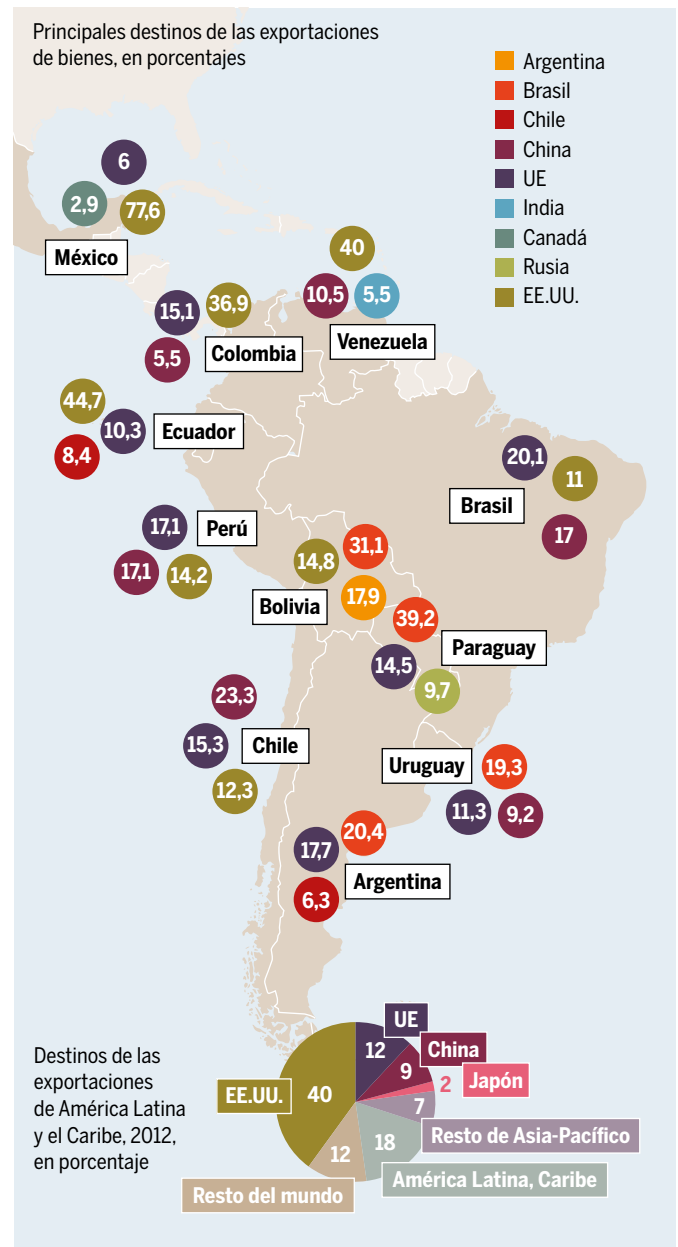 Principales destinos de las exportaciones
de bienes, en porcentajes
Argentina
Brasil
Chile
China
UE
India
Canadá
Rusia
EE.UU.
6
2,9
77,6
México
40
10,5
5,5
Venezuela
15,1
36,9
5,5
Colombia
44,7
10,3
8,4
Ecuador
20,1
11
17
Brasil
17,1
17,1
14,2
Perú
14,8
31,1
17,9
Bolivia
39,2
14,5
9,7
Paraguay
23,3
15,3
12,3
Chile
Uruguay
19,3
11,3
9,2
20,4
17,7
6,3
Argentina
Destinos de las
exportaciones
de América Latina
y el Caribe, 2012,
en porcentaje
UE
12
China
9
Japón
2
7
Resto de Asia-Pacífico
18
América Latina, Caribe
12
Resto del mundo
EE.UU.
40